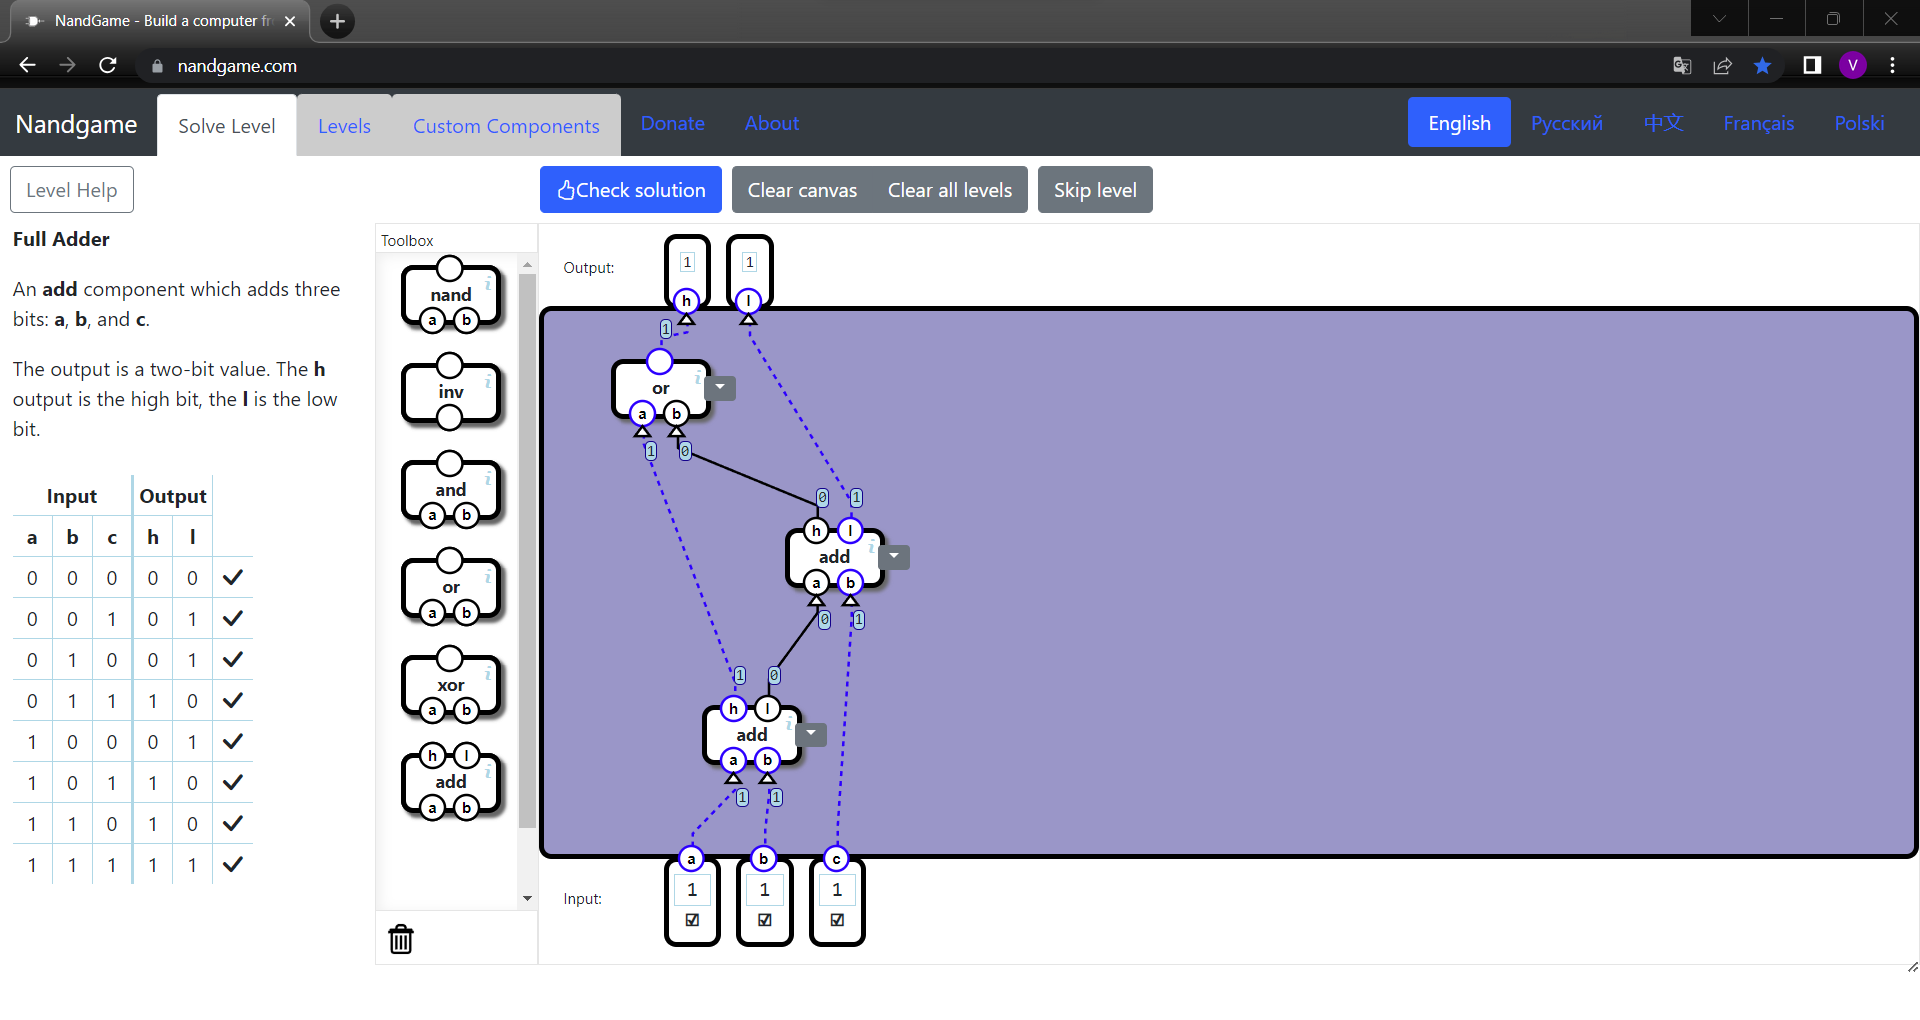 NandGame - Build a computer fr
nandgame.com
V
Nandgame
Solve Level
Levels
Custom Components
Donate
About
English
Русский
中文
Français
Polski
Level Help
Check solution
Clear canvas
Clear all levels
Skip level
Full Adder
An add component which adds three
bits: a, b, and c.
The output is a two-bit value. The h
output is the high bit, the l is the low
bit.
Input Output
a b c h l
0 0 0 0 0
0 0 1 0 1
0 1 0 0 1
0 1 1 1 0
1 0 0 0 1
1 0 1 1 0
1 1 0 1 0
1 1 1 1 1
Toolbox
nand
a b
inv
and
a b
or
a b
xor
a b
h l
add
a b
Output:
1 1
h l
1
or
a b
1 0
0 1
h l
add
a b
0 1
1 0
h l
add
a b
1 1
a b c
Input:
1 1 1